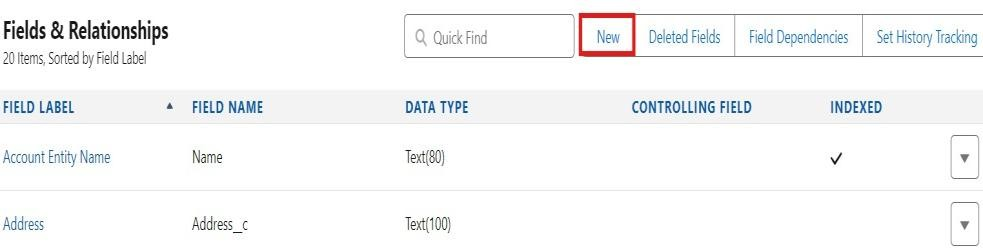 Fields & Relationships
20 Items, Sorted by Field Label
Quick Find
New
Deleted Fields
Field Dependencies
Set History Tracking
FIELD LABEL FIELD NAME DATA TYPE CONTROLLING FIELD INDEXED
Account Entity Name Name Text(80)
Address Address__c Text(100)